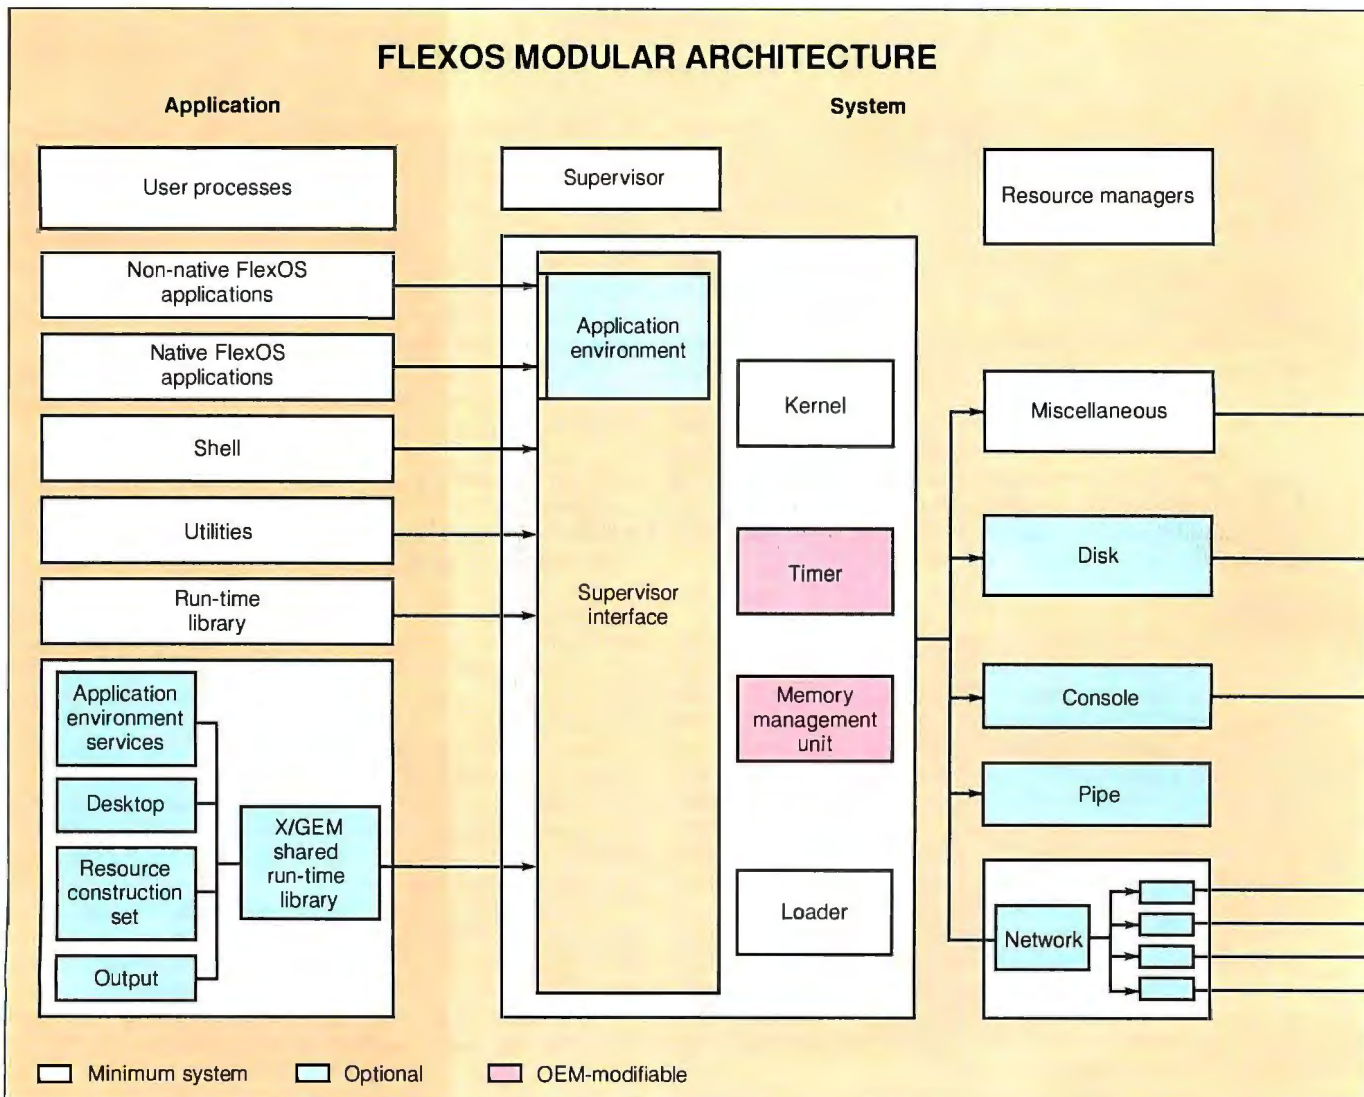 FLEXOS MODULAR ARCHITECTURE
Application
System
User processes
Supervisor
Resource managers
Non-native FlexOS
applications
Native FlexOS
applications
Shell
Utilities
Run-time
library
Application
environment
services
Desktop
Resource
construction
set
Output
X/GEM
shared
run-time
library
Application
environment
Supervisor
interface
Kernel
Timer
Memory
management
unit
Loader
Miscellaneous
Disk
Console
Pipe
Network
Minimum system
Optional
OEM-modifiable